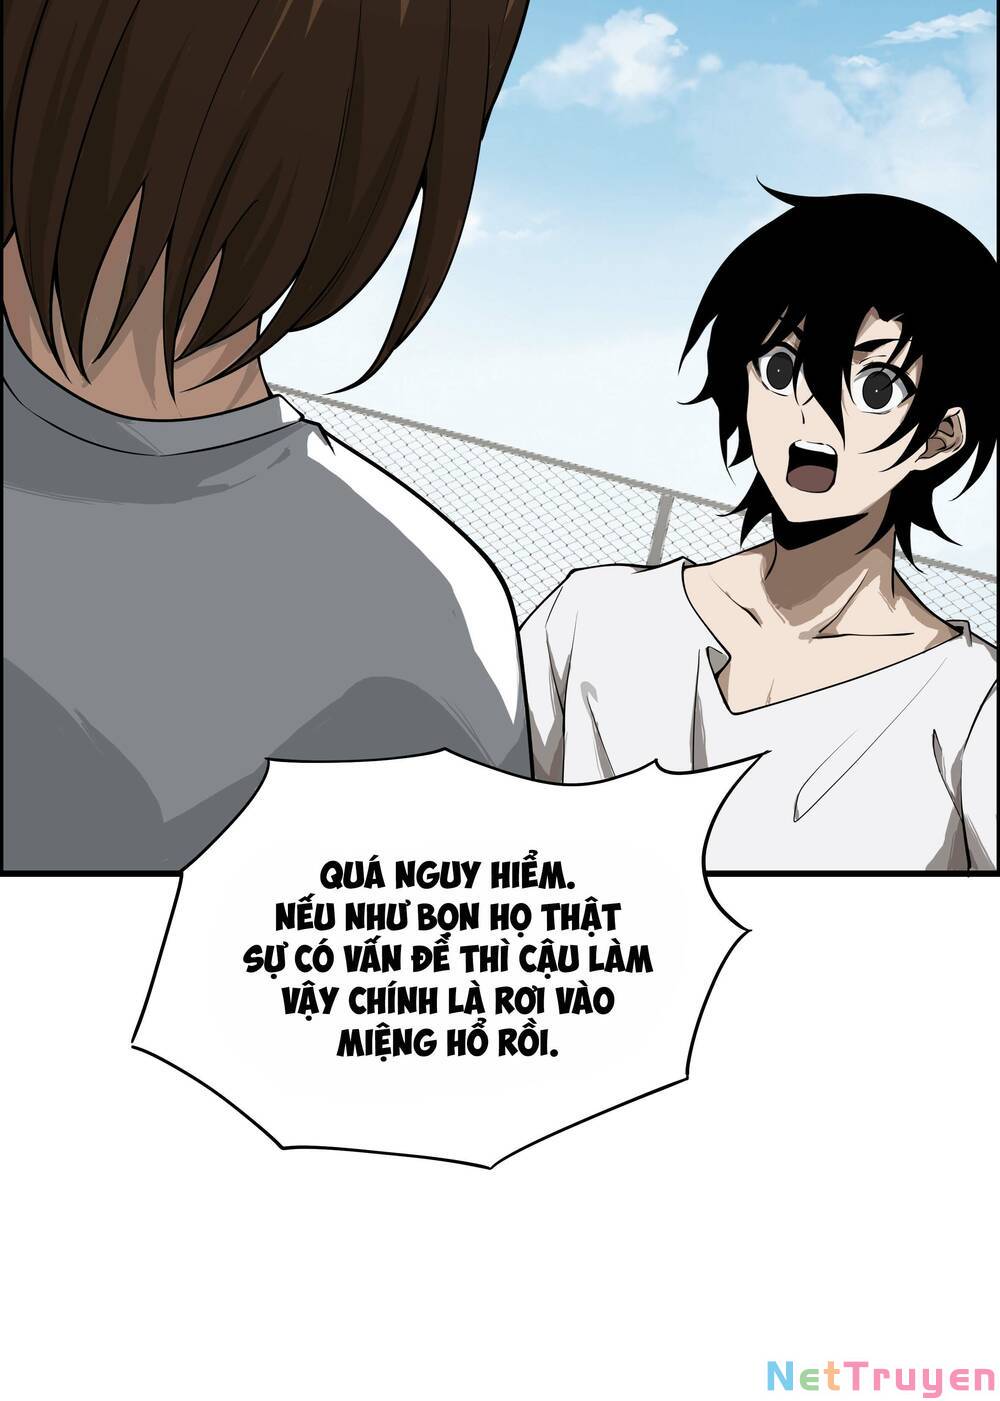 QUÁ NGUY HIỂM.
NẾU NHƯ BỌN HỌ THẬT
SỰ CÓ VẤN ĐỀ THÌ CẬU LÀM
VẬY CHÍNH LÀ RƠI VÀO
MIỆNG HỔ RỒI.
NetTruyen